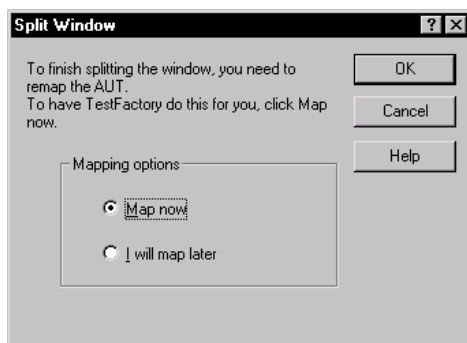 Split Window
To finish splitting the window, you need to
remap the AUT.
To have TestFactory do this for you, click Map
now.
OK
Cancel
Help
Mapping options
Map now
I will map later